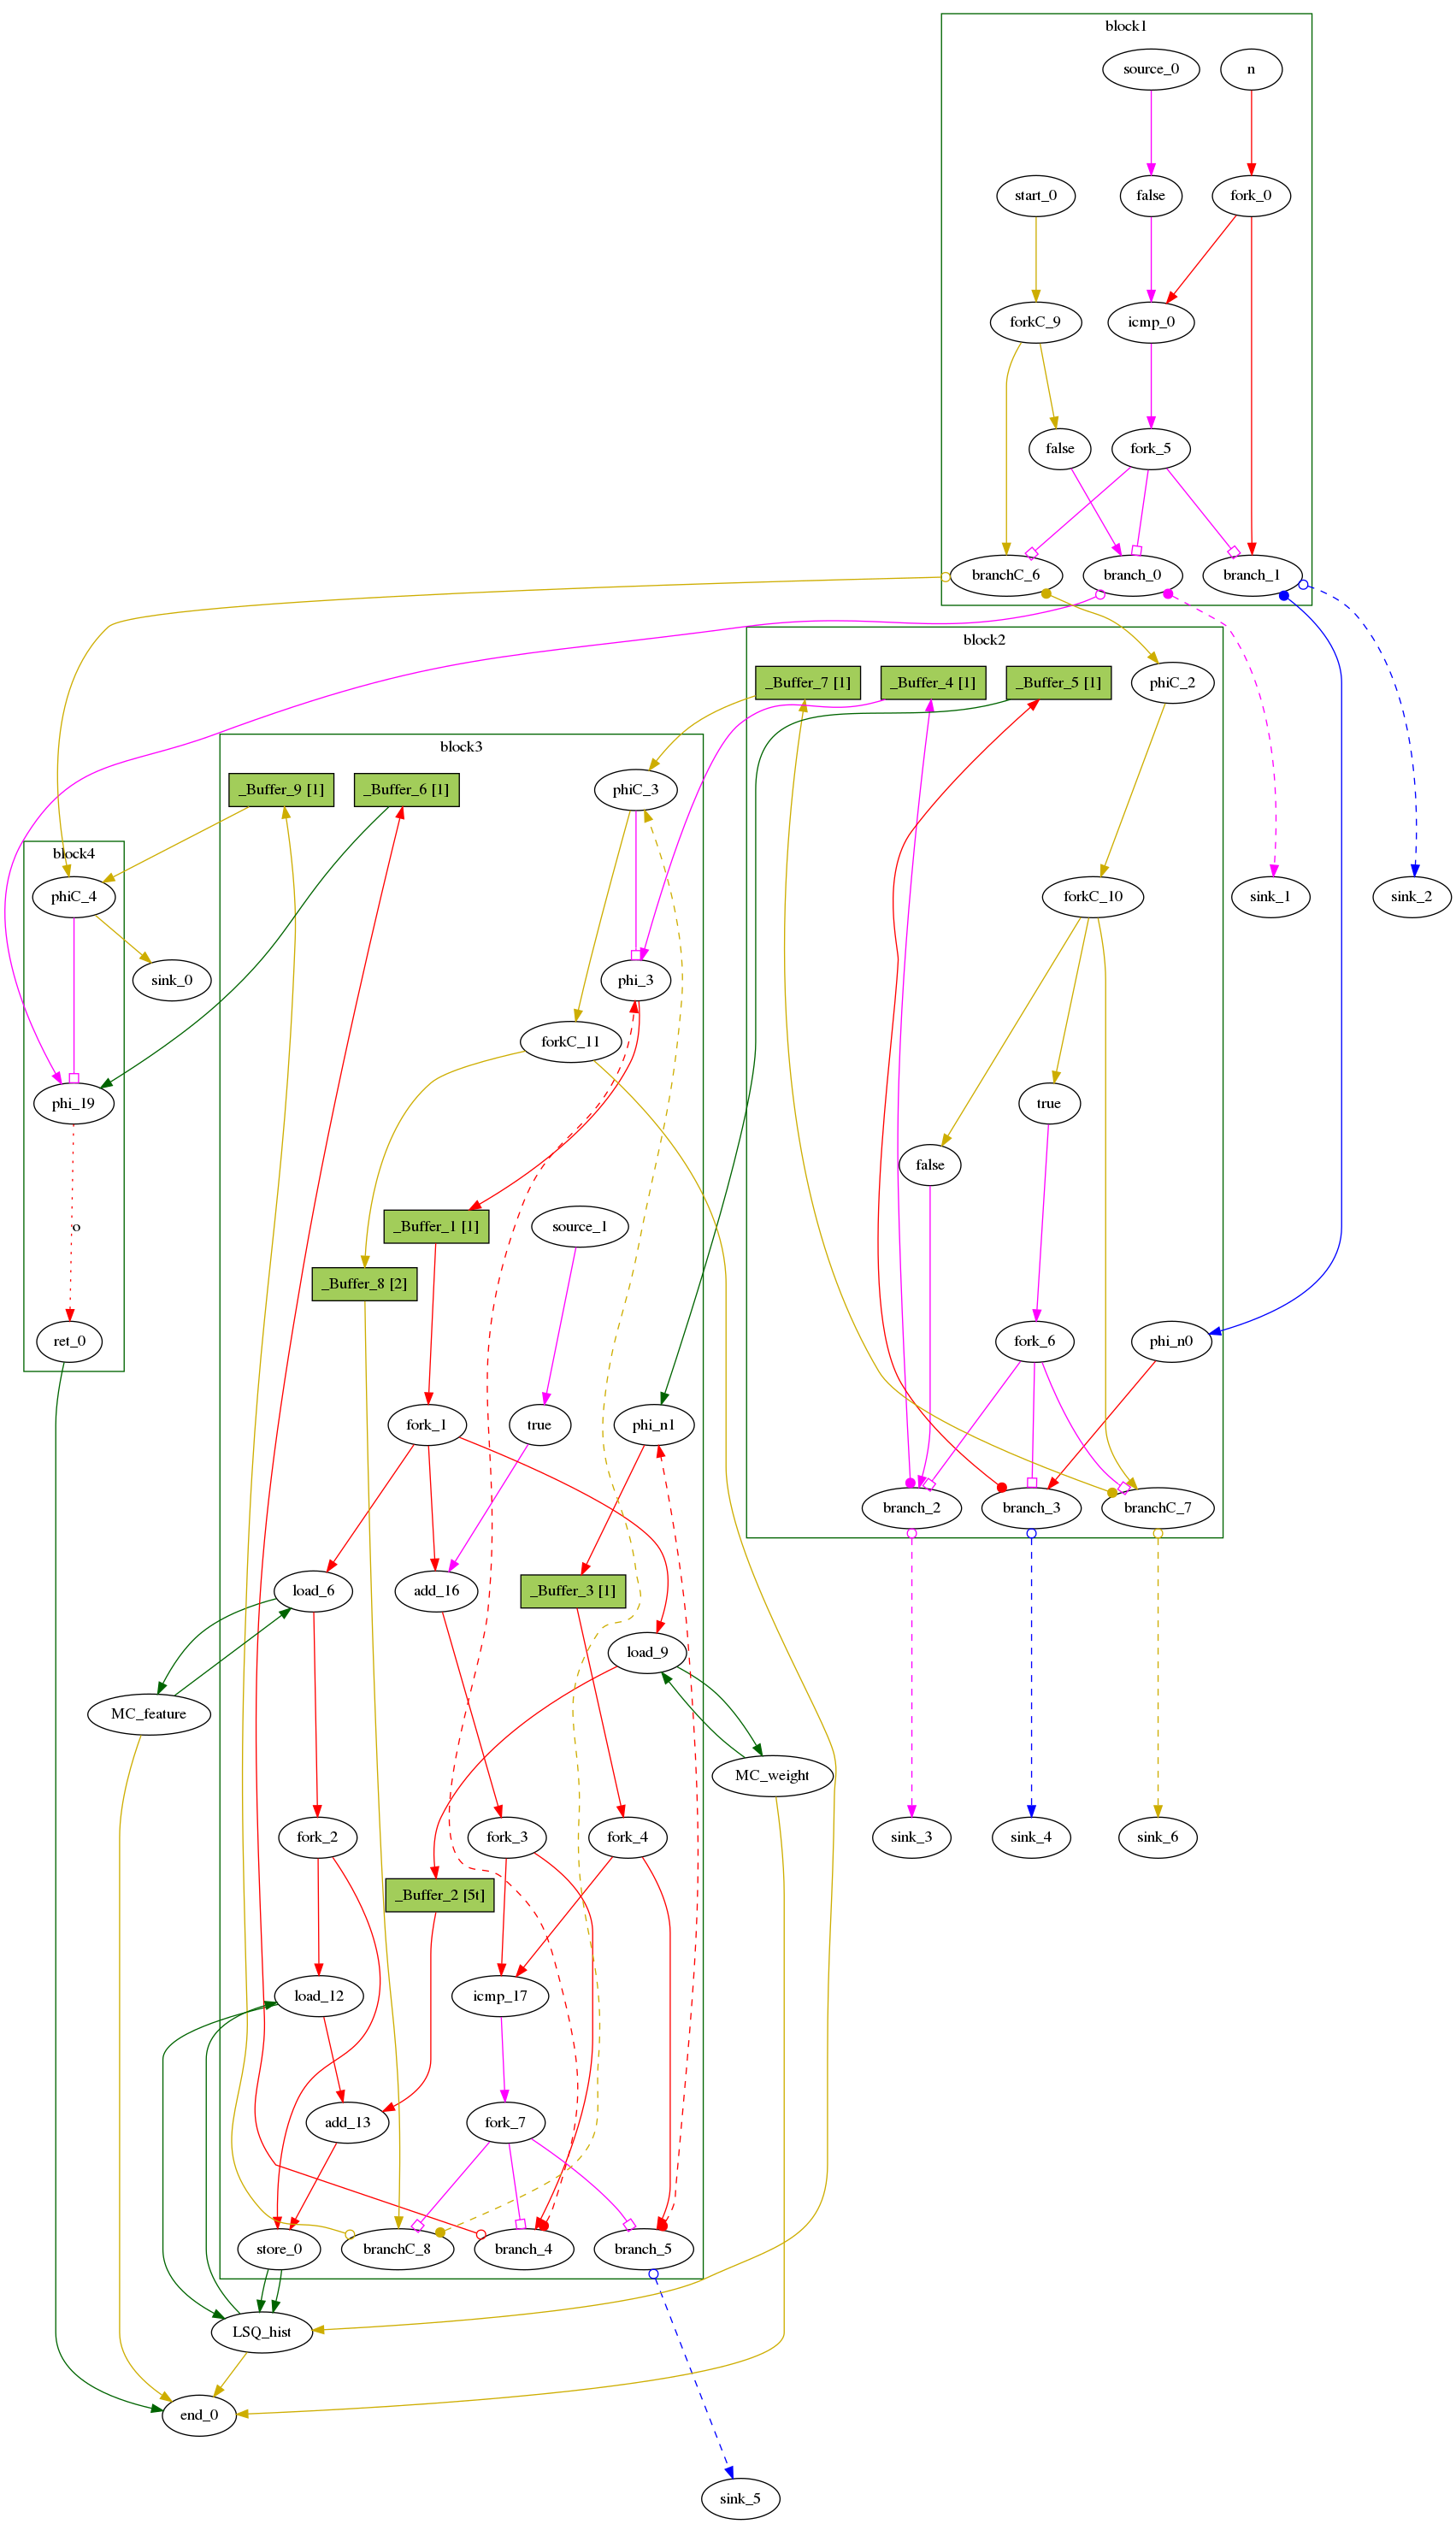 block1
source_0
n
start_0
false
fork_0
forkC_9
icmp_0
false
fork_5
branchC_6
branch_0
branch_1
block2
_Buffer_7 [1]
_Buffer_4 [1]
_Buffer_5 [1]
phiC_2
block3
_Buffer_9 [1]
_Buffer_6 [1]
phiC_3
block4
phiC_4
forkC_10
sink_1
sink_2
sink_0
phi_3
forkC_11
phi_19
true
false
o
_Buffer_1 [1]
source_1
_Buffer_8 [2]
ret_0
fork_6
phi_n0
fork_1
true
phi_n1
branch_2
branch_3
branchC_7
load_6
add_16
_Buffer_3 [1]
load_9
MC_feature
MC_weight
fork_2
fork_3
fork_4
sink_3
sink_4
sink_6
_Buffer_2 [5t]
load_12
icmp_17
add_13
fork_7
store_0
branchC_8
branch_4
branch_5
LSQ_hist
end_0
sink_5